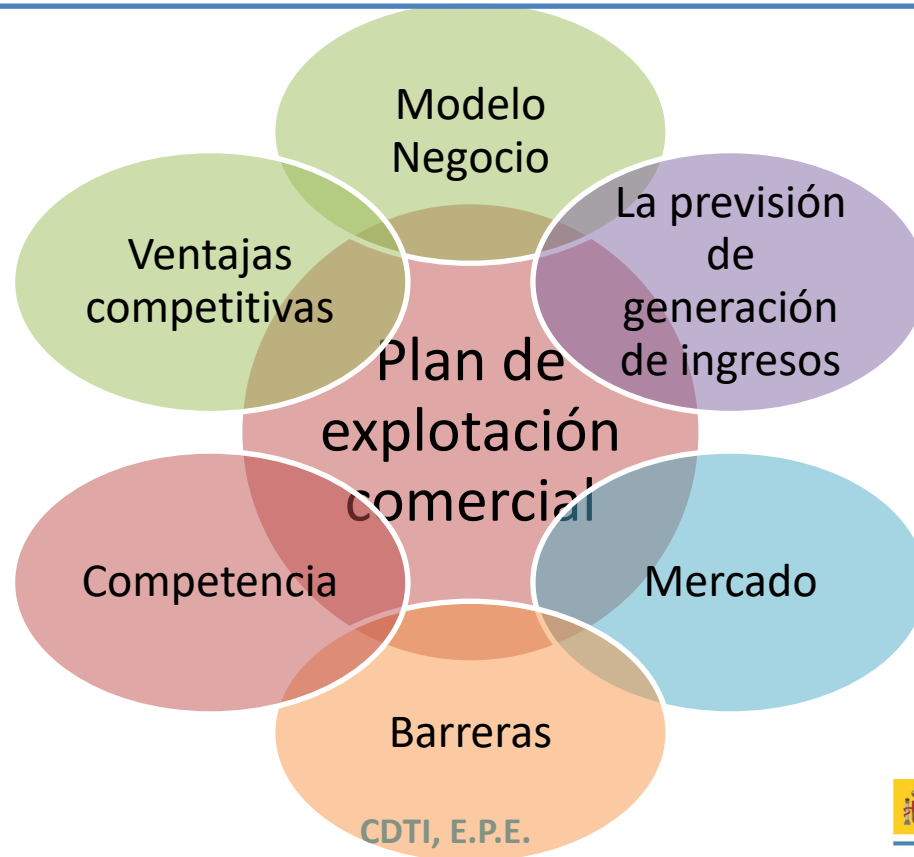 Modelo
Negocio
La previsión
de
generación
de ingresos
Ventajas
competitivas
Plan de
explotación
comercial
Competencia
Mercado
Barreras
CDTI, E.P.E.